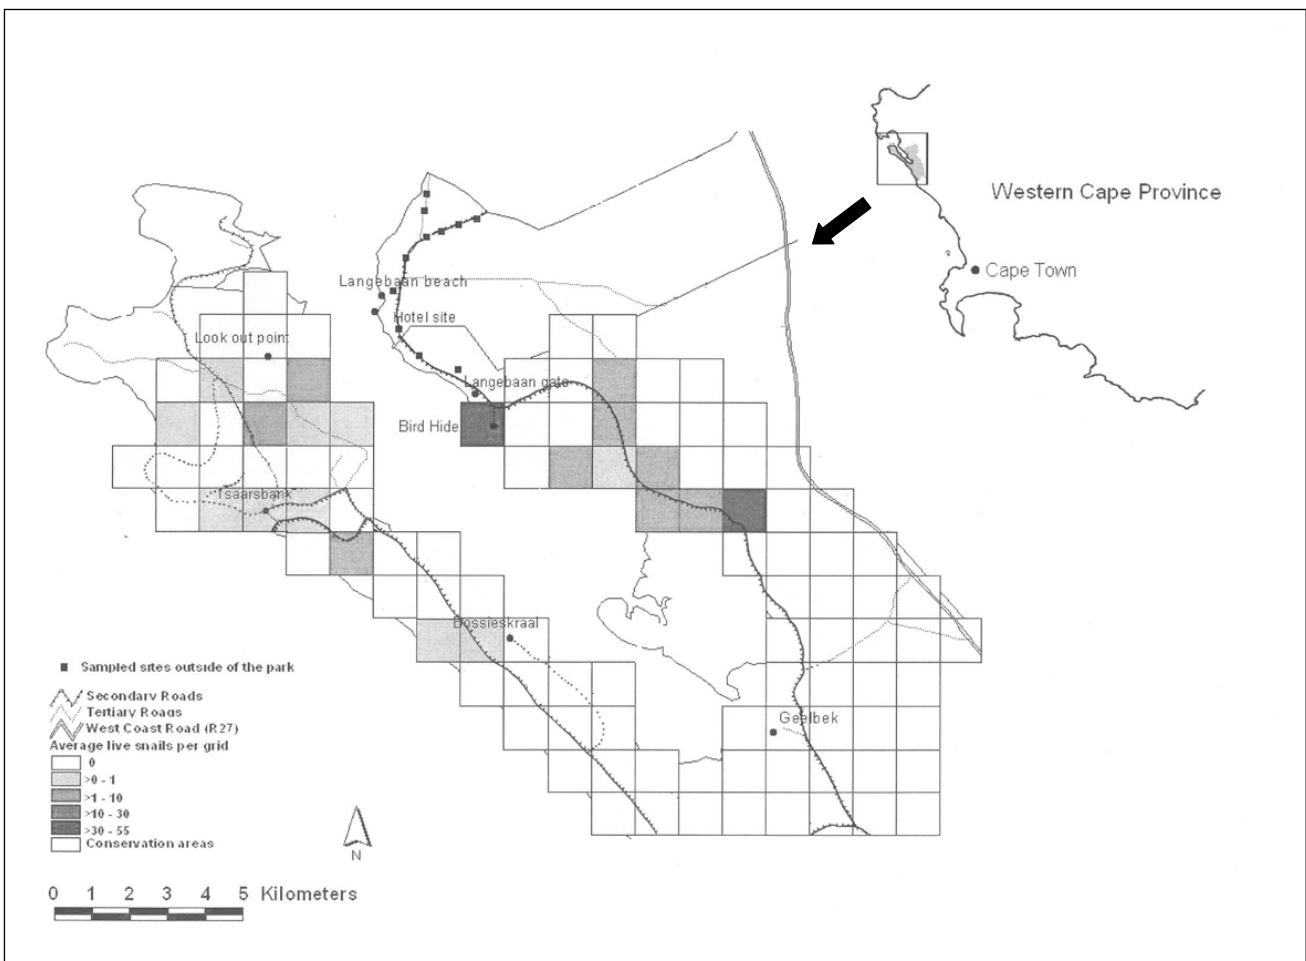 Western Cape Province
Cape Town
Langebaan beach
Hotel site
Look out point
Langebaan gate
Bird Hide
Tsaarsbank
Bossieskraal
Geelbek
Sampled sites outside of the park
Secondary Roads
Tertiary Roads
West Coast Road (R27)
Average live snails per grid
0
>0 - 1
>1 - 10
>10 - 30
>30 - 55
Conservation areas
N
0 1 2 3 4 5 Kilometers